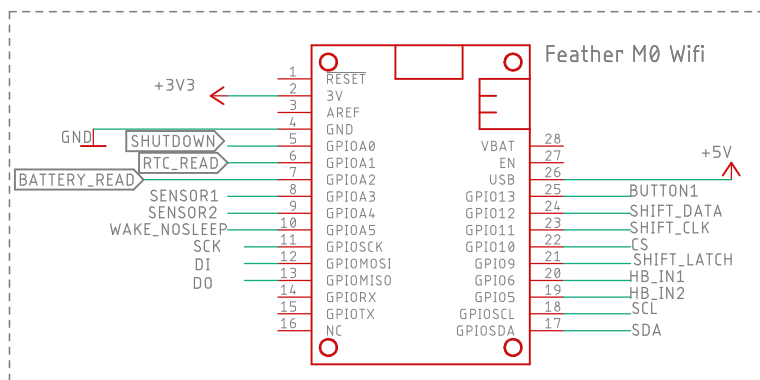 Feather M0 Wifi
+3V3
GND
SHUTDOWN
RTC_READ
BATTERY_READ
SENSOR1
SENSOR2
WAKE_NOSLEEP
SCK
DI
DO
1 RESET
2 3V
3 AREF
4 GND
5 GPIOA0
6 GPIOA1
7 GPIOA2
8 GPIOA3
9 GPIOA4
10 GPIOA5
11 GPIOSCK
12 GPIOMOSI
13 GPIOMISO
14 GPIORX
15 GPIOTX
16 NC
VBAT 28
EN 27
USB 26
GPIO13 25
GPIO12 24
GPIO11 23
GPIO10 22
GPIO9 21
GPIO6 20
GPIO5 19
GPIOSCL 18
GPIOSDA 17
+5V
BUTTON1
SHIFT_DATA
SHIFT_CLK
CS
SHIFT_LATCH
HB_IN1
HB_IN2
SCL
SDA